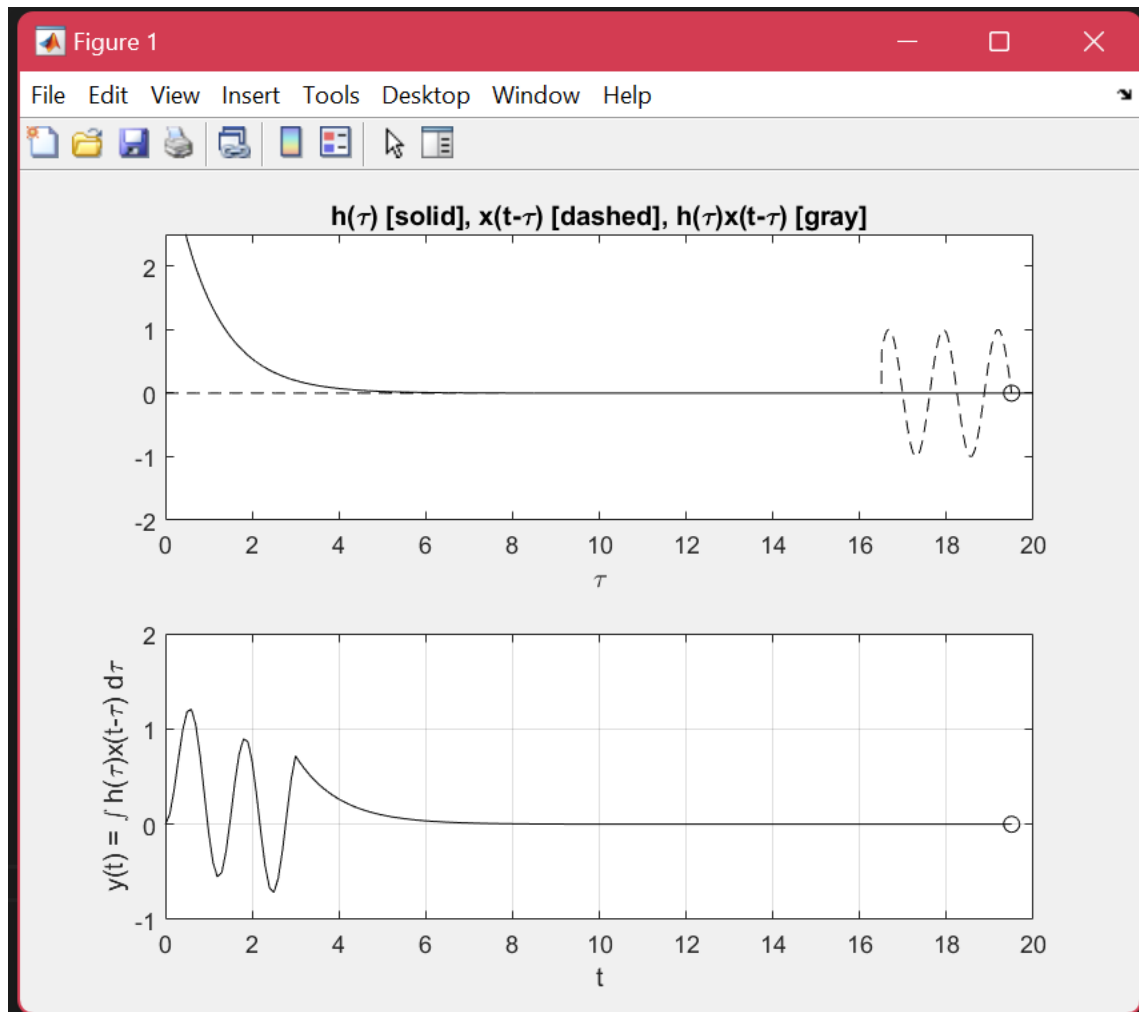 Figure 1
File Edit View Insert Tools Desktop Window Help
h(τ) [solid], x(t-τ) [dashed], h(τ)x(t-τ) [gray]
2
1
0
-1
-2
0 2 4 6 8 10 12 14 16 18 20
τ
y(t) = ∫ h(τ)x(t-τ) dτ
2
1
0
-1
0 2 4 6 8 10 12 14 16 18 20
t